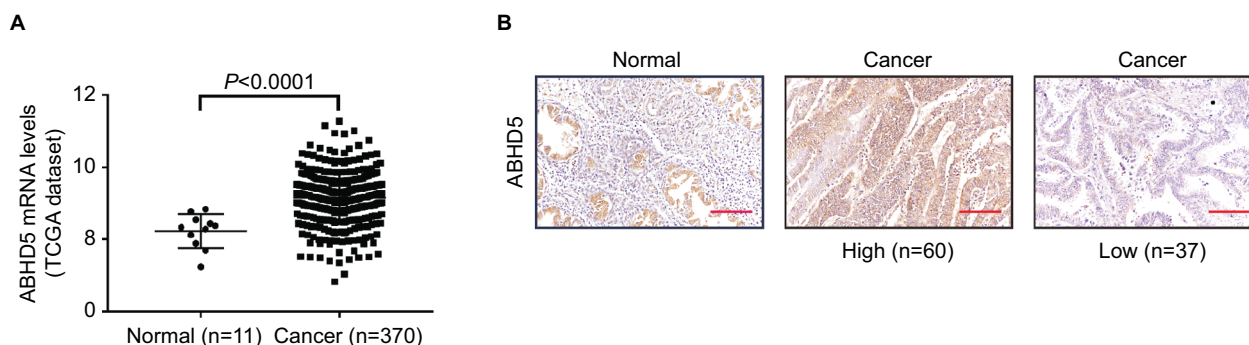 A
P<0.0001
ABHD5 mRNA levels
(TCGA dataset)
12
10
8
0
Normal (n=11)
Cancer (n=370)
B
Normal
Cancer
Cancer
ABHD5
High (n=60)
Low (n=37)